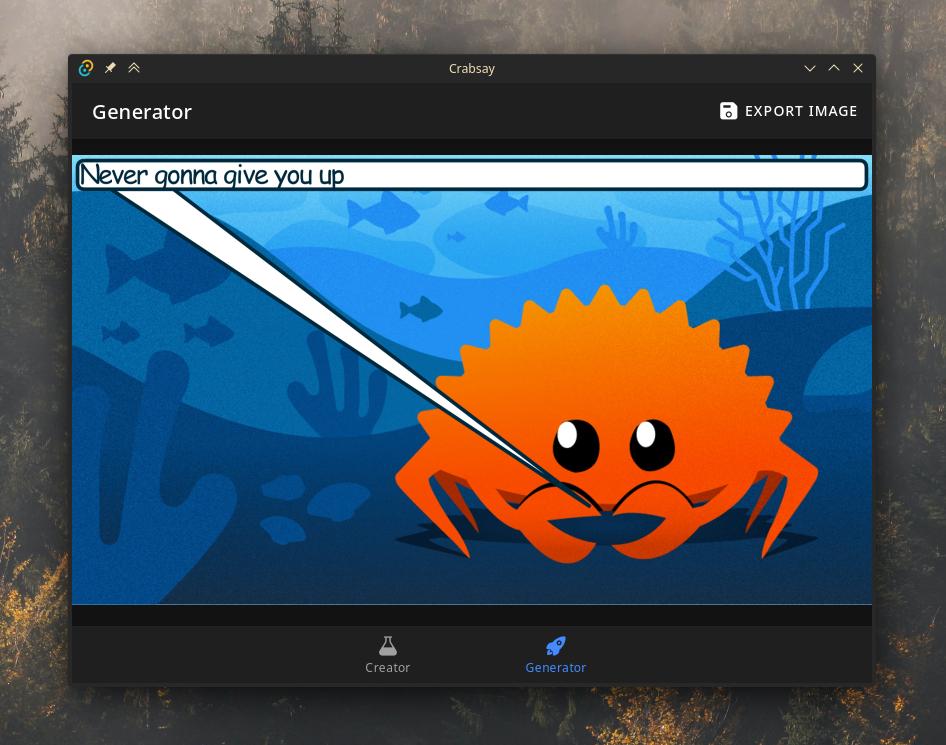 Crabsay
Generator
EXPORT IMAGE
Never gonna give you up
Creator
Generator